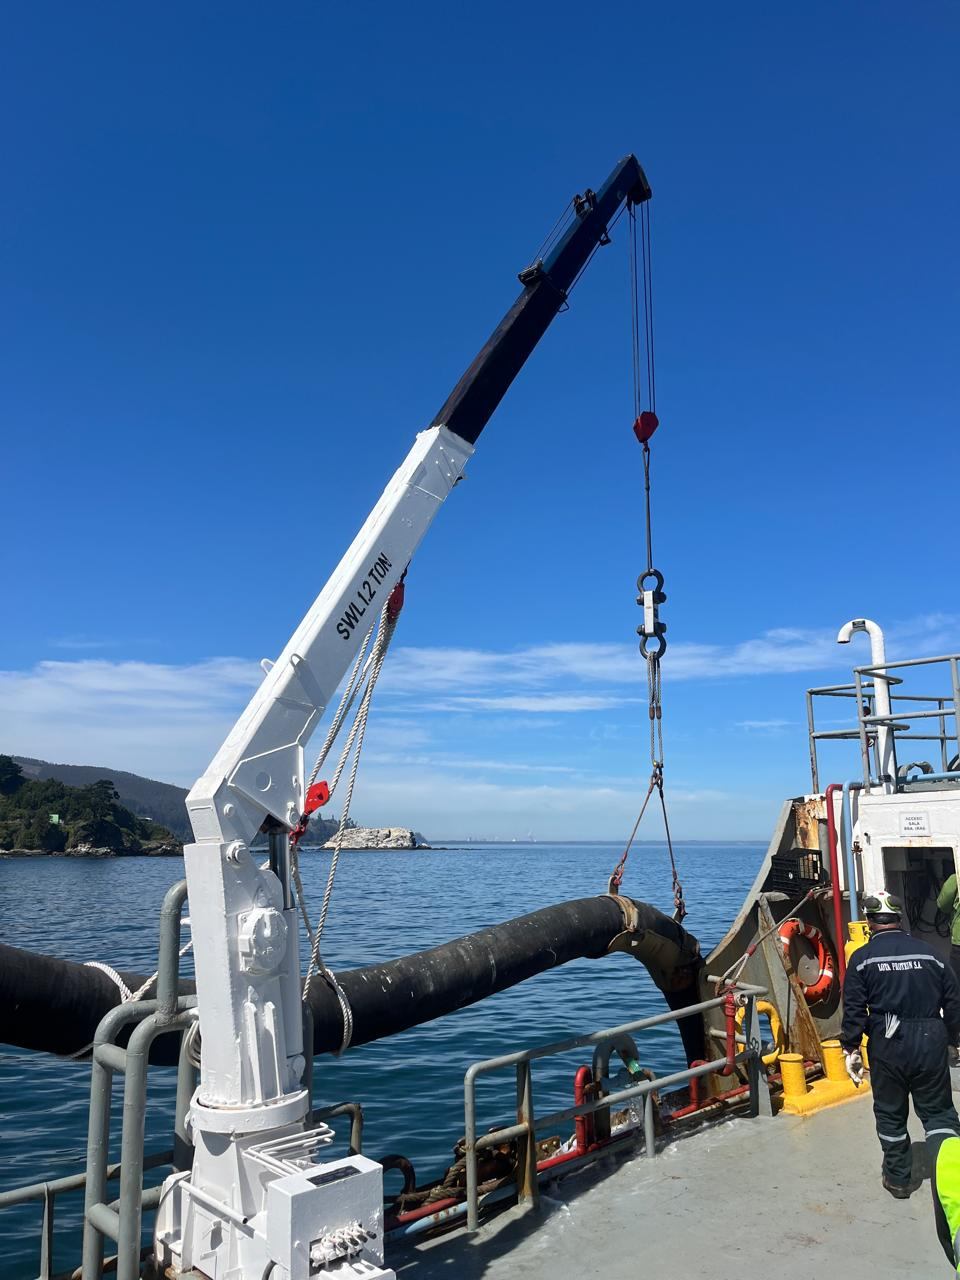 SWL 1.2 TON
ACCESO
SALA
LOTA PROTEIN S.A.